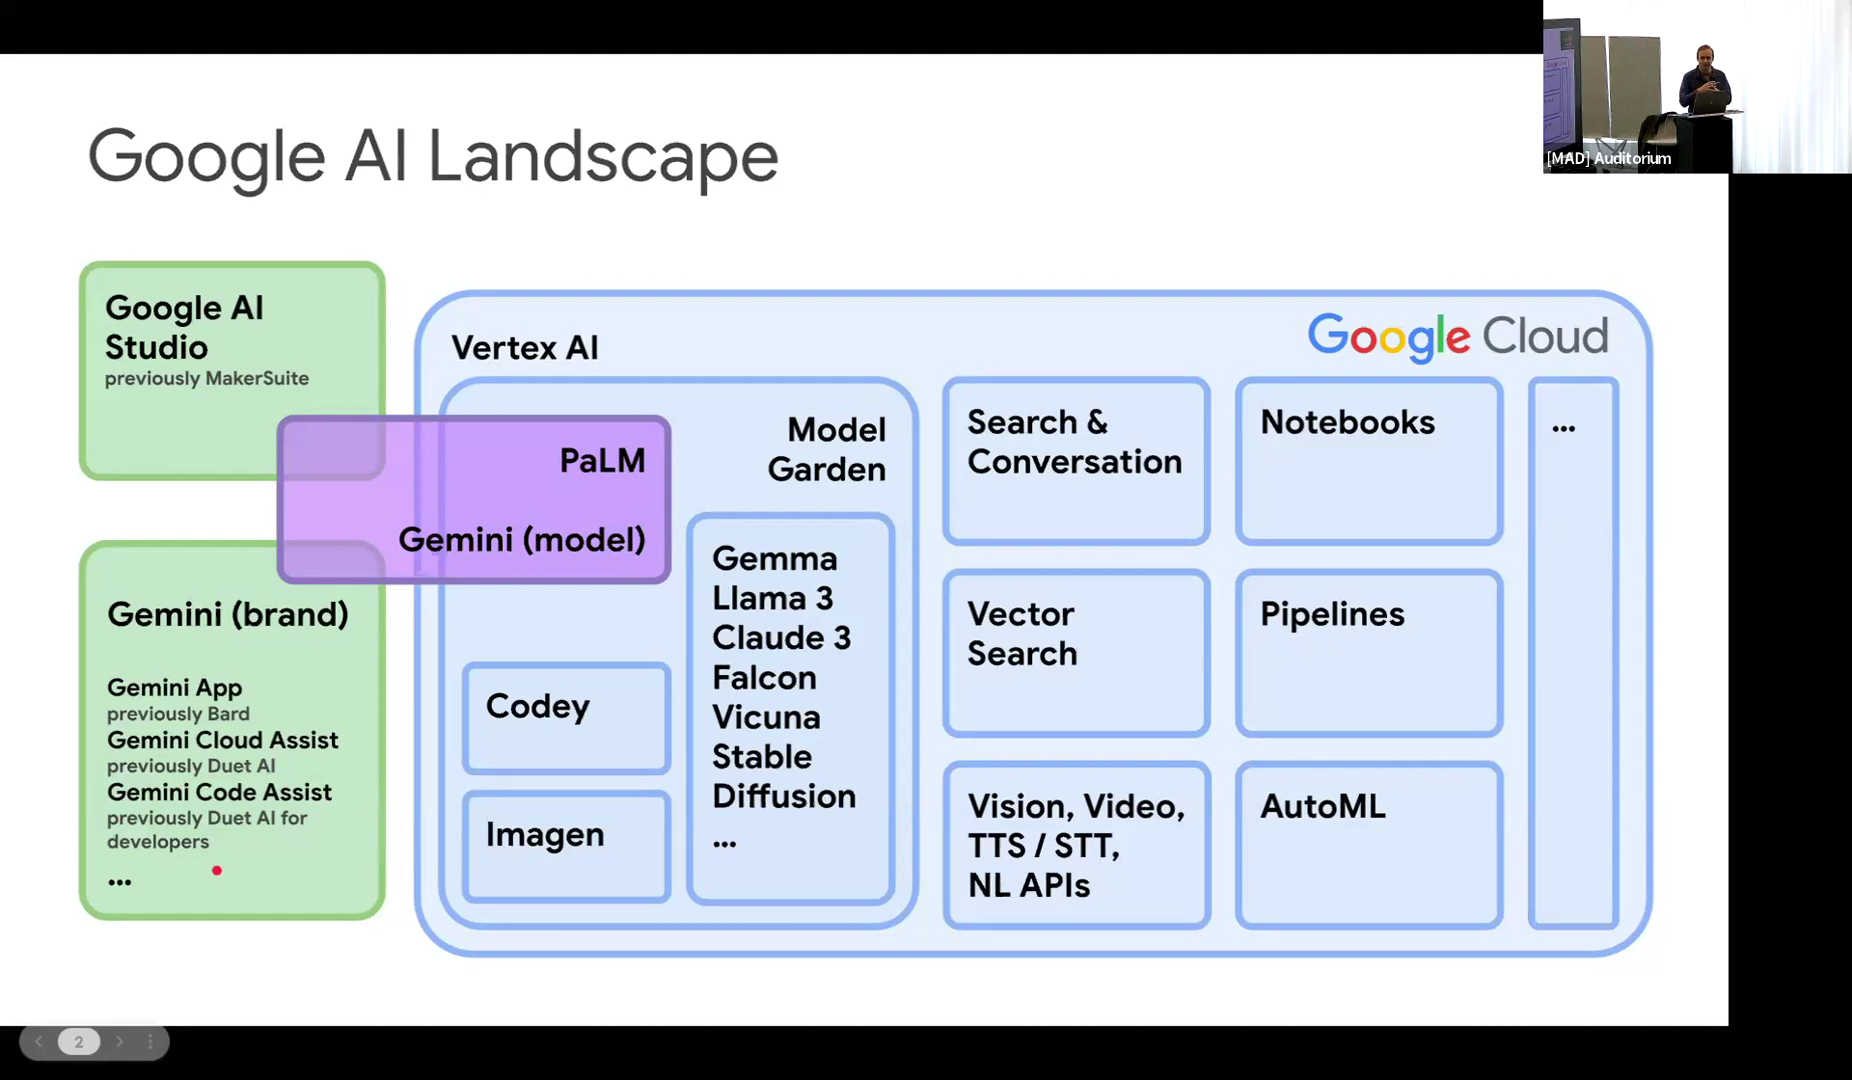 [MAD] Auditorium
Google AI Landscape
Google AI
Studio
previously MakerSuite
PaLM
Gemini (model)
Gemini (brand)
Gemini App
previously Bard
Gemini Cloud Assist
previously Duet AI
Gemini Code Assist
previously Duet AI for
developers
...
Vertex AI
Google Cloud
Model
Garden
Codey
Imagen
Gemma
Llama 3
Claude 3
Falcon
Vicuna
Stable
Diffusion
...
Search &
Conversation
Vector
Search
Vision, Video,
TTS / STT,
NL APIs
Notebooks
Pipelines
AutoML
...
2